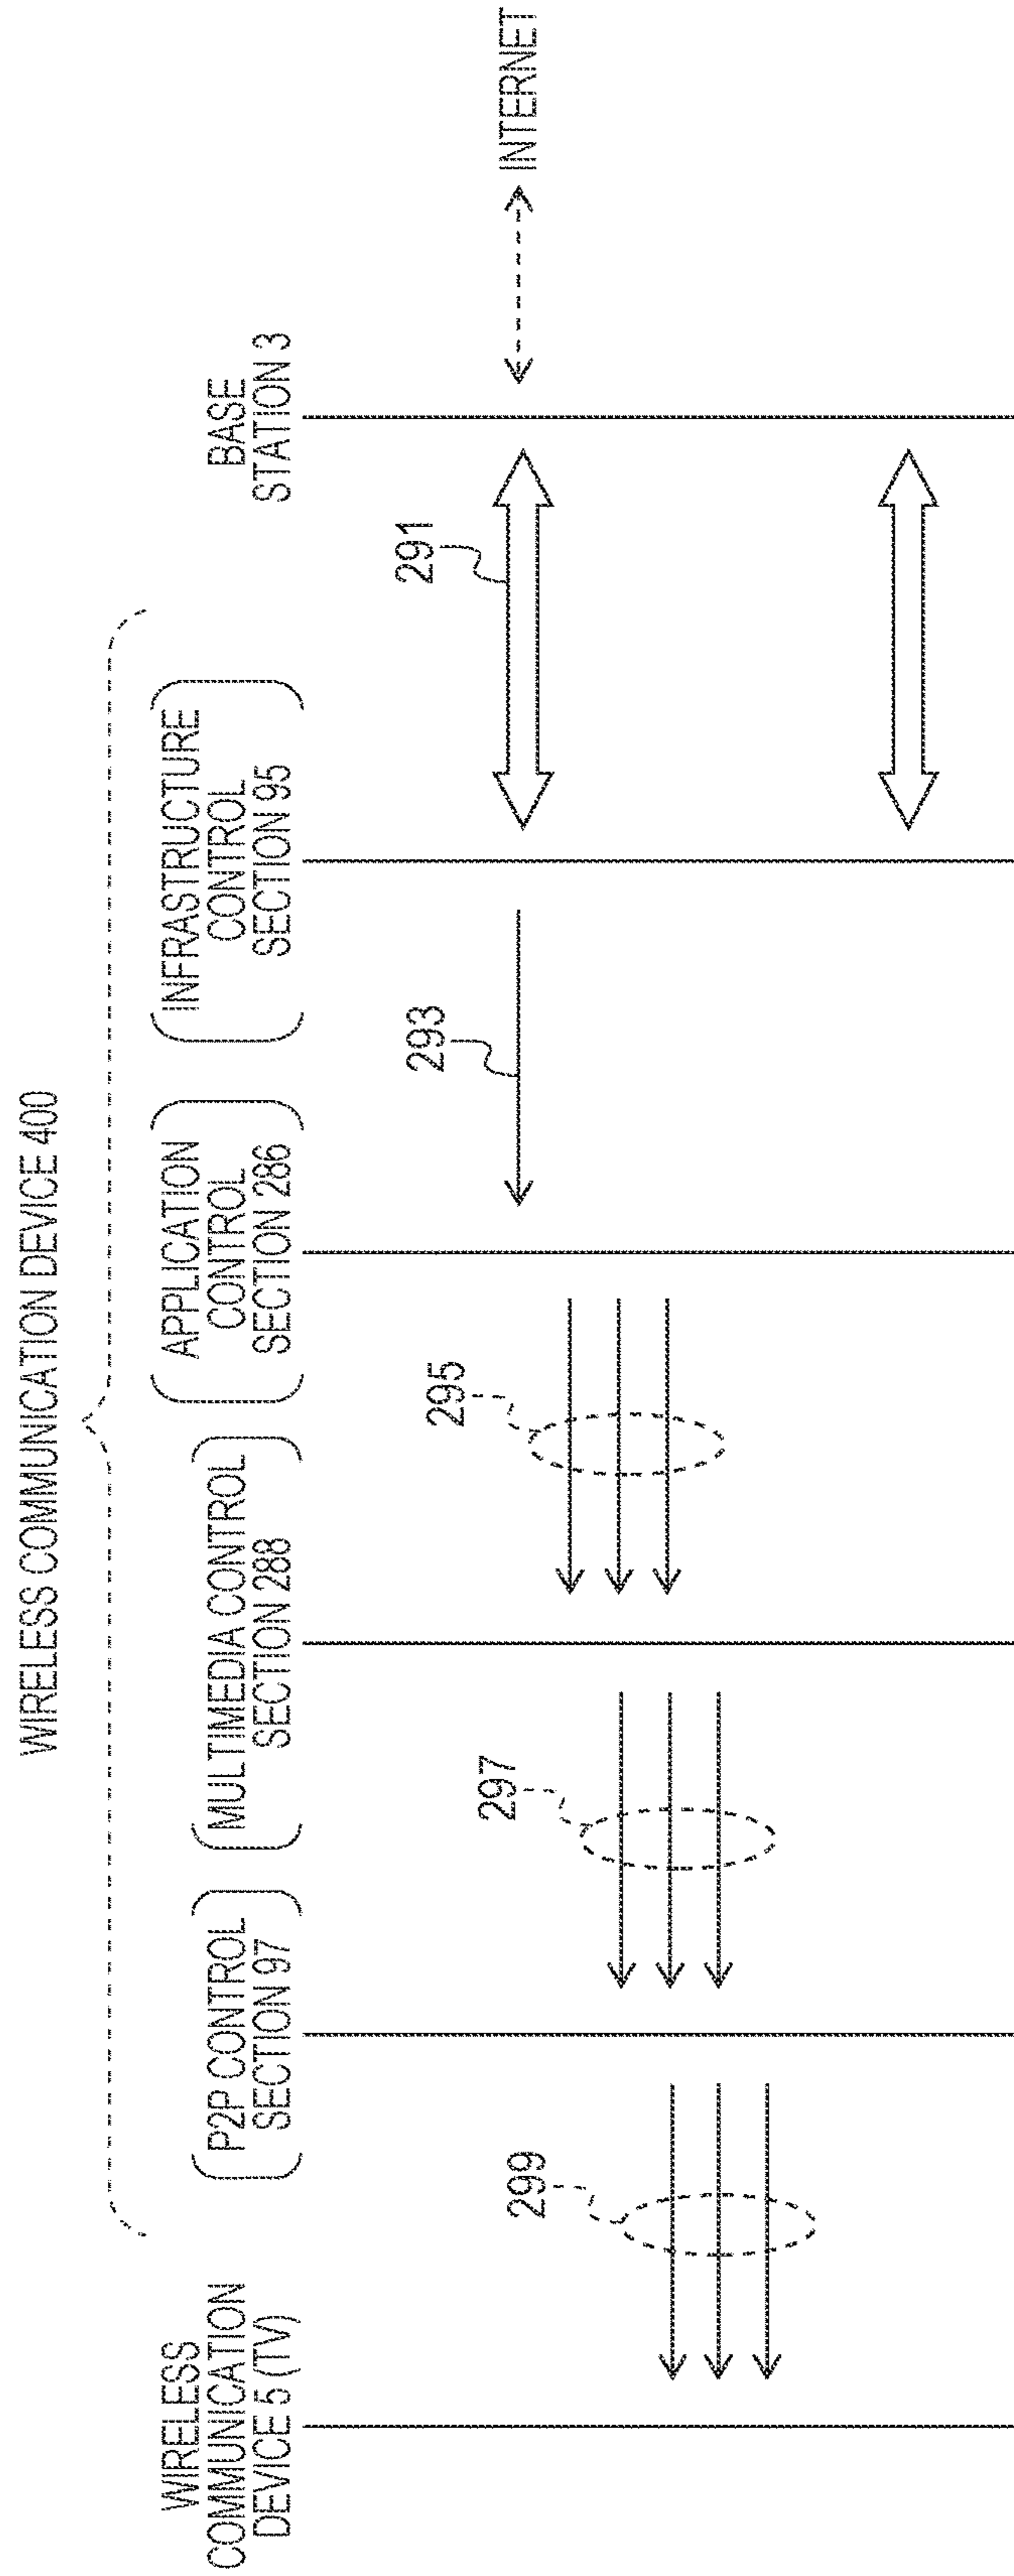 WIRELESS COMMUNICATION DEVICE 400
WIRELESS
COMMUNICATION
DEVICE 5 (TV)
P2P CONTROL
SECTION 97
MULTIMEDIA CONTROL
SECTION 288
APPLICATION
CONTROL
SECTION 286
INFRASTRUCTURE
CONTROL
SECTION 95
BASE
STATION 3
291
INTERNET
293
295
297
299